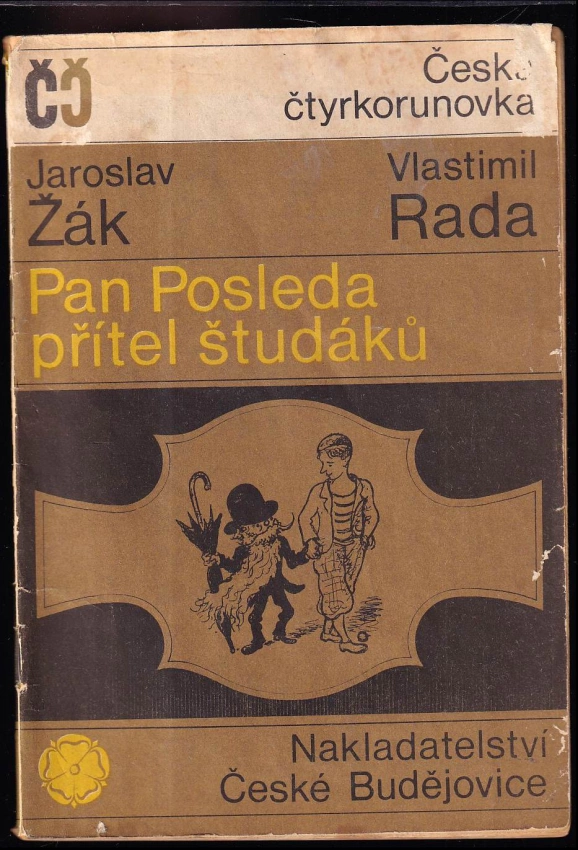 čč
Česká
čtyrkorunovka
Jaroslav
Žák
Vlastimil
Rada
Pan Posleda
přítel študáků
Nakladatelství
České Budějovice